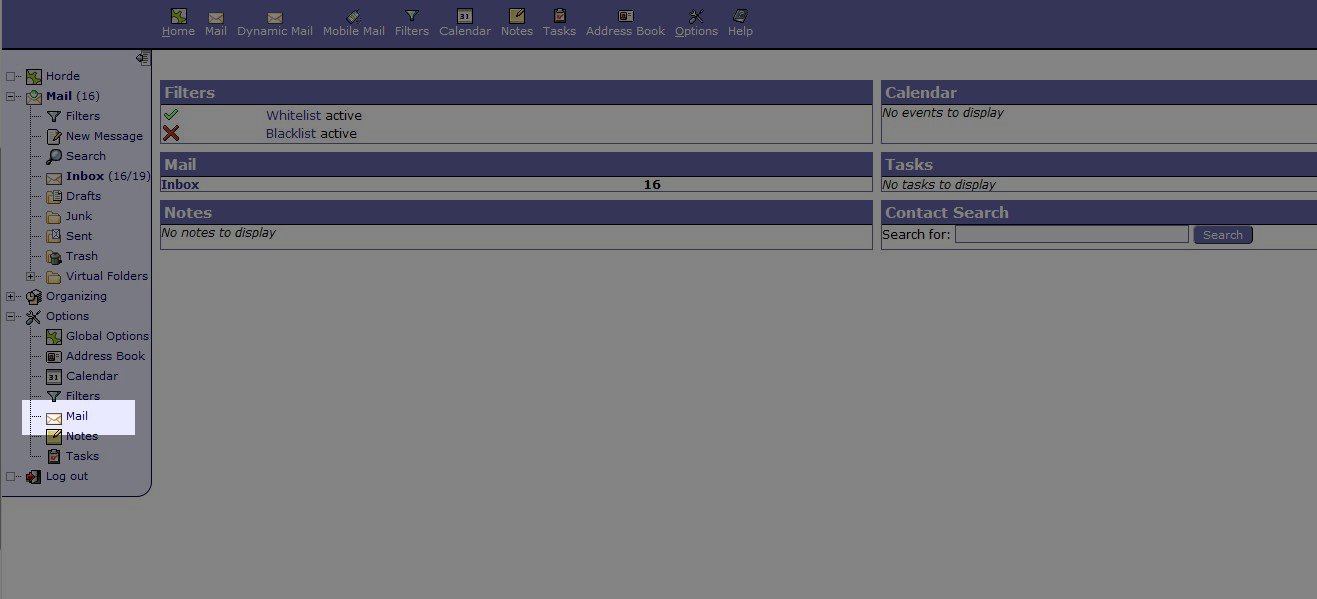 Home Mail Dynamic Mail Mobile Mail Filters Calendar Notes Tasks Address Book Options Help
Horde
Mail (16)
Filters
New Message
Search
Inbox (16/19)
Drafts
Junk
Sent
Trash
Virtual Folders
Organizing
Options
Global Options
Address Book
Calendar
Filters
Mail
Notes
Tasks
Log out
Filters
Whitelist active
Blacklist active
Mail
Inbox 16
Notes
No notes to display
Calendar
No events to display
Tasks
No tasks to display
Contact Search
Search for: Search